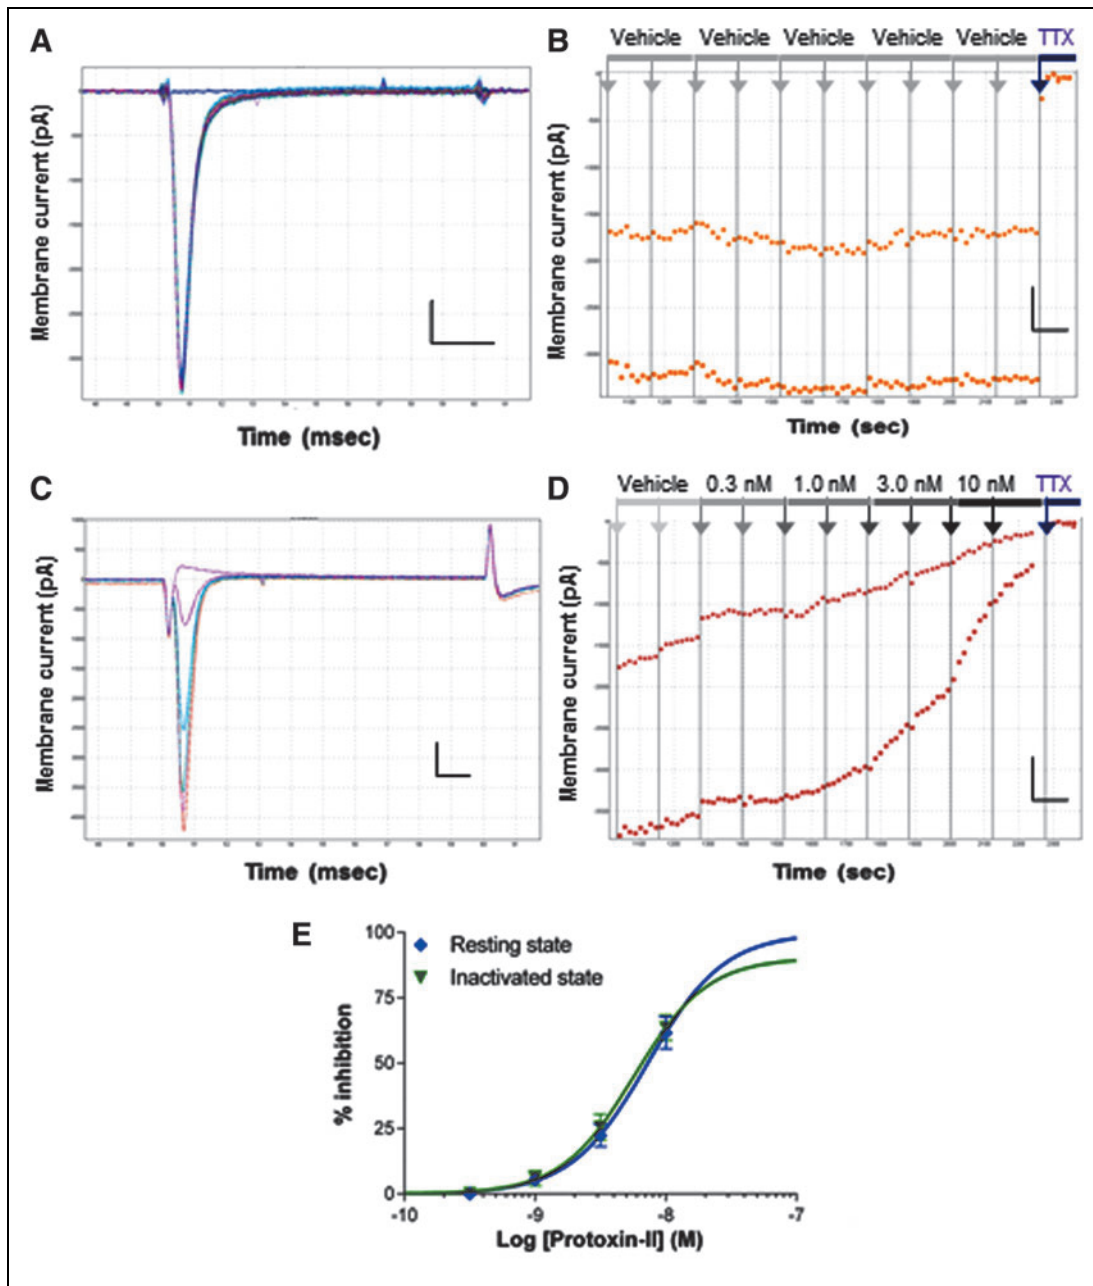 A
Membrane current (pA)
Time (msec)
B
Vehicle Vehicle Vehicle Vehicle Vehicle TTX
Membrane current (pA)
Time (sec)
C
Membrane current (pA)
Time (msec)
D
Vehicle 0.3 nM 1.0 nM 3.0 nM 10 nM TTX
Membrane current (pA)
Time (sec)
E
Resting state
Inactivated state
% inhibition
100
75
50
25
0
-10 -9 -8 -7
Log [Protoxin-II] (M)